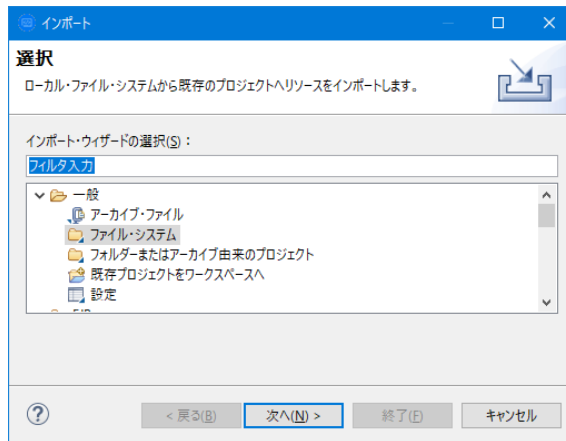 インポート
選択
ローカル・ファイル・システムから既存のプロジェクトへリソースをインポートします。
インポート・ウィザードの選択(S)：
フィルタ入力
一般
アーカイブ・ファイル
ファイル・システム
フォルダーまたはアーカイブ由来のプロジェクト
既存プロジェクトをワークスペースへ
設定
< 戻る(B)
次へ(N) >
終了(F)
キャンセル